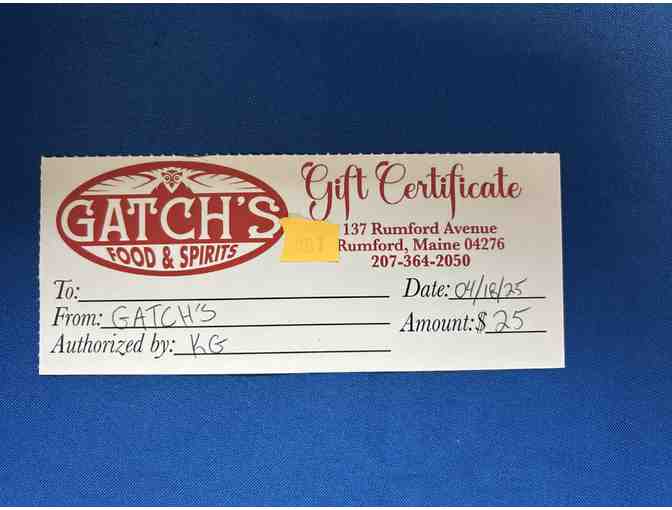 GATCH'S
FOOD & SPIRITS
Gift Certificate
137 Rumford Avenue
Rumford, Maine 04276
207-364-2050
To:
Date: 04/18/25
From: GATCH'S
Amount: $ 25
Authorized by: KG